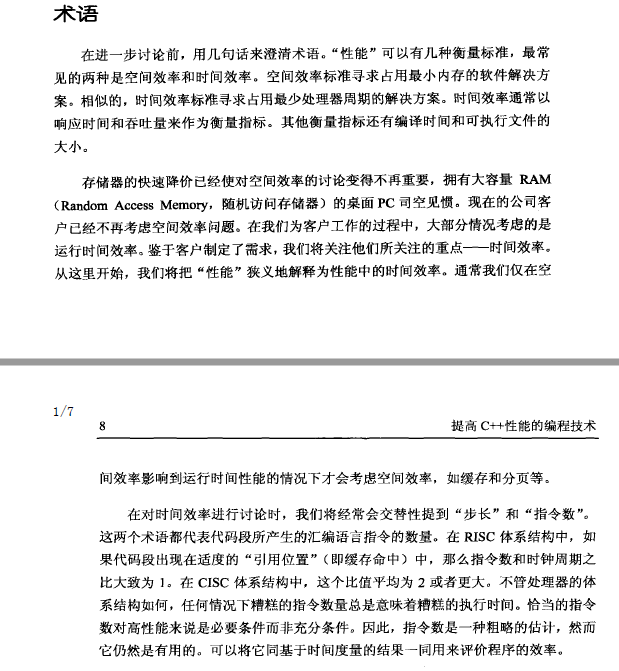 术语
在进一步讨论前，用几句话来澄清术语。“性能”可以有几种衡量标准，最常
见的两种是空间效率和时间效率。空间效率标准寻求占用最小内存的软件解决方
案。相似的，时间效率标准寻求占用最少处理器周期的解决方案。时间效率通常以
响应时间和吞吐量来作为衡量指标。其他衡量指标还有编译时间和可执行文件的
大小。
存储器的快速降价已经使对空间效率的讨论变得不再重要，拥有大容量 RAM
（Random Access Memory，随机访问存储器）的桌面 PC 司空见惯。现在的公司客
户已经不再考虑空间效率问题。在我们为客户工作的过程中，大部分情况考虑的是
运行时间效率。鉴于客户制定了需求，我们将关注他们所关注的重点——时间效率。
从这里开始，我们将把“性能”狭义地解释为性能中的时间效率。通常我们仅在空
1/7
8 提高 C++性能的编程技术
间效率影响到运行时间性能的情况下才会考虑空间效率，如缓存和分页等。
在对时间效率进行讨论时，我们将经常会交替性提到“步长”和“指令数”。
这两个术语都代表代码段所产生的汇编语言指令的数量。在 RISC 体系结构中，如
果代码段出现在适度的“引用位置”（即缓存命中）中，那么指令数和时钟周期之
比大致为 1。在 CISC 体系结构中，这个比值平均为 2 或者更大。不管处理器的体
系结构如何，任何情况下糟糕的指令数量总是意味着糟糕的执行时间。恰当的指令
数对高性能来说是必要条件而非充分条件。因此，指令数是一种粗略的估计，然而
它仍然是有用的。可以将它同基于时间度量的结果一同用来评价程序的效率。